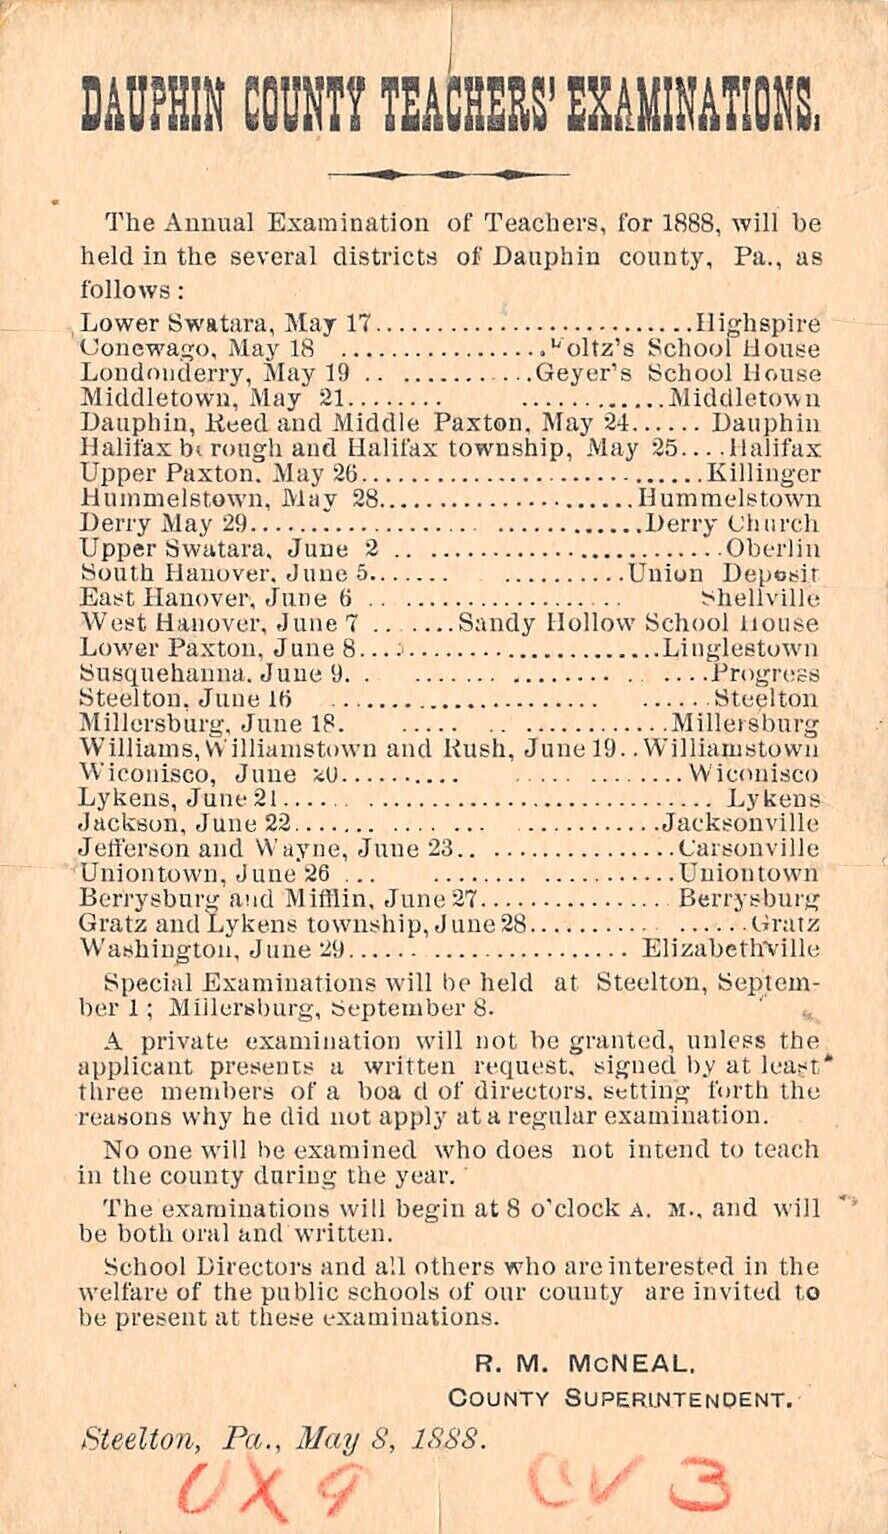 DAUPHIN COUNTY TEACHERS' EXAMINATIONS.
The Annual Examination of Teachers, for 1888, will be
held in the several districts of Dauphin county, Pa., as
follows:
Lower Swatara, May 17...........................Highspire
Conewago, May 18 ..................oltz's School House
Londonderry, May 19 .. ............Geyer's School House
Middletown, May 21........ ............Middletown
Dauphin, Reed and Middle Paxton, May 24...... Dauphin
Halifax b rough and Halifax township, May 25....Halifax
Upper Paxton. May 26.............................Killinger
Hummelstown, May 28.....................Hummelstown
Derry May 29.................... .............Derry Church
Upper Swatara, June 2 .. .........................Oberlin
South Hanover. June 5....... ...........Union Deposit
East Hanover, June 6 ...................... Shellville
West Hanover, June 7 .. .....Sandy Hollow School House
Lower Paxton, June 8..........................Linglestown
Susquehanna. June 9. . ................. . ....Progress
Steelton, June 16 ....................... ......Steelton
Millersburg, June 18. ..... .. ............Millersburg
Williams, Williamstown and Rush, June 19..Williamstown
Wiconisco, June 20.......... ..............Wiconisco
Lykens, June 21...... ............................. Lykens
Jackson, June 22....... .... ... ............Jacksonville
Jefferson and Wayne, June 23.. ...............Carsonville
Uniontown, June 26 ... ......... ............Uniontown
Berrysburg and Mifflin, June 27................ Berrysburg
Gratz and Lykens township, June 28........... ......Gratz
Washington, June 29...... ................. Elizabethville
Special Examinations will be held at Steelton, Septem-
ber 1; Millersburg, September 8.
A private examination will not be granted, unless the
applicant presents a written request, signed by at least
three members of a boa d of directors. setting forth the
reasons why he did not apply at a regular examination.
No one will be examined who does not intend to teach
in the county during the year.
The examinations will begin at 8 o'clock A. M., and will
be both oral and written.
School Directors and all others who are interested in the
welfare of the public schools of our county are invited to
be present at these examinations.
R. M. McNEAL,
COUNTY SUPERINTENDENT.
Steelton, Pa., May 8, 1888.
UX9 CV3